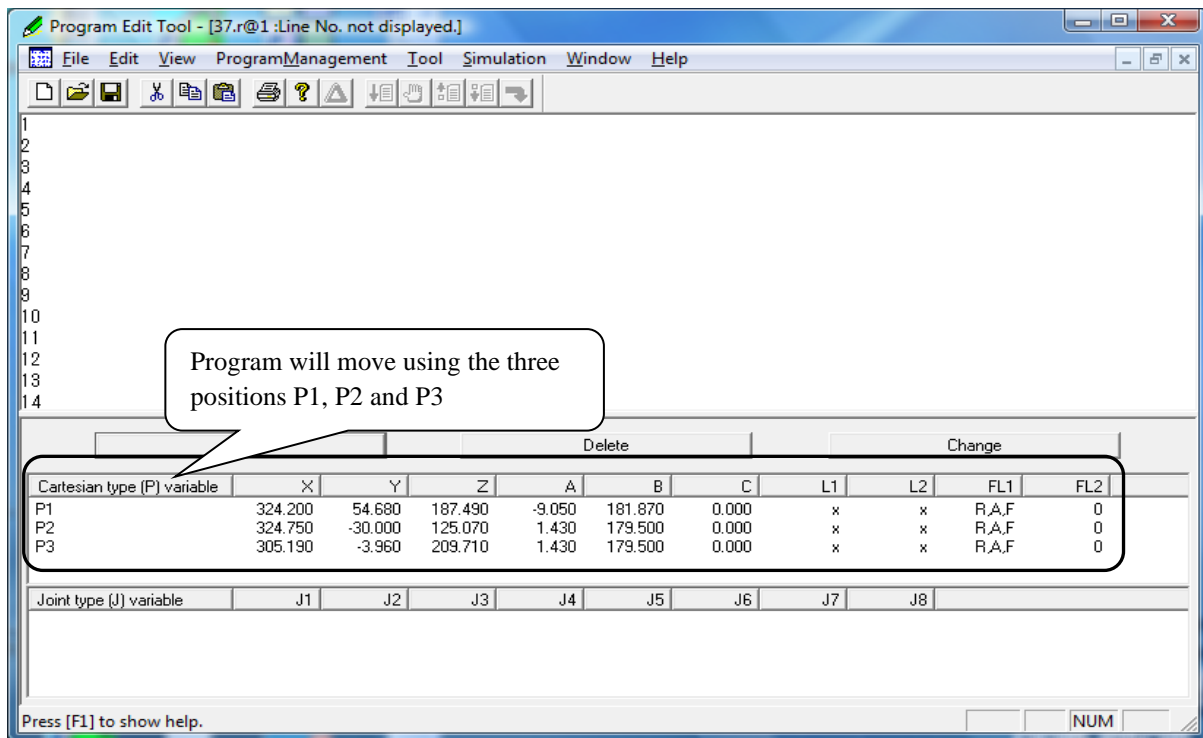 Program Edit Tool - [37.r@1 :Line No. not displayed.]
File Edit View ProgramManagement Tool Simulation Window Help
1
2
3
4
5
6
7
8
9
10
11
12
13
14
Program will move using the three
positions P1, P2 and P3
Delete Change
Cartesian type (P) variable X Y Z A B C L1 L2 FL1 FL2
P1 324.200 54.680 187.490 -9.050 181.870 0.000 x x R,A,F 0
P2 324.750 -30.000 125.070 1.430 179.500 0.000 x x R,A,F 0
P3 305.190 -3.960 209.710 1.430 179.500 0.000 x x R,A,F 0
Joint type (J) variable J1 J2 J3 J4 J5 J6 J7 J8
Press [F1] to show help. NUM